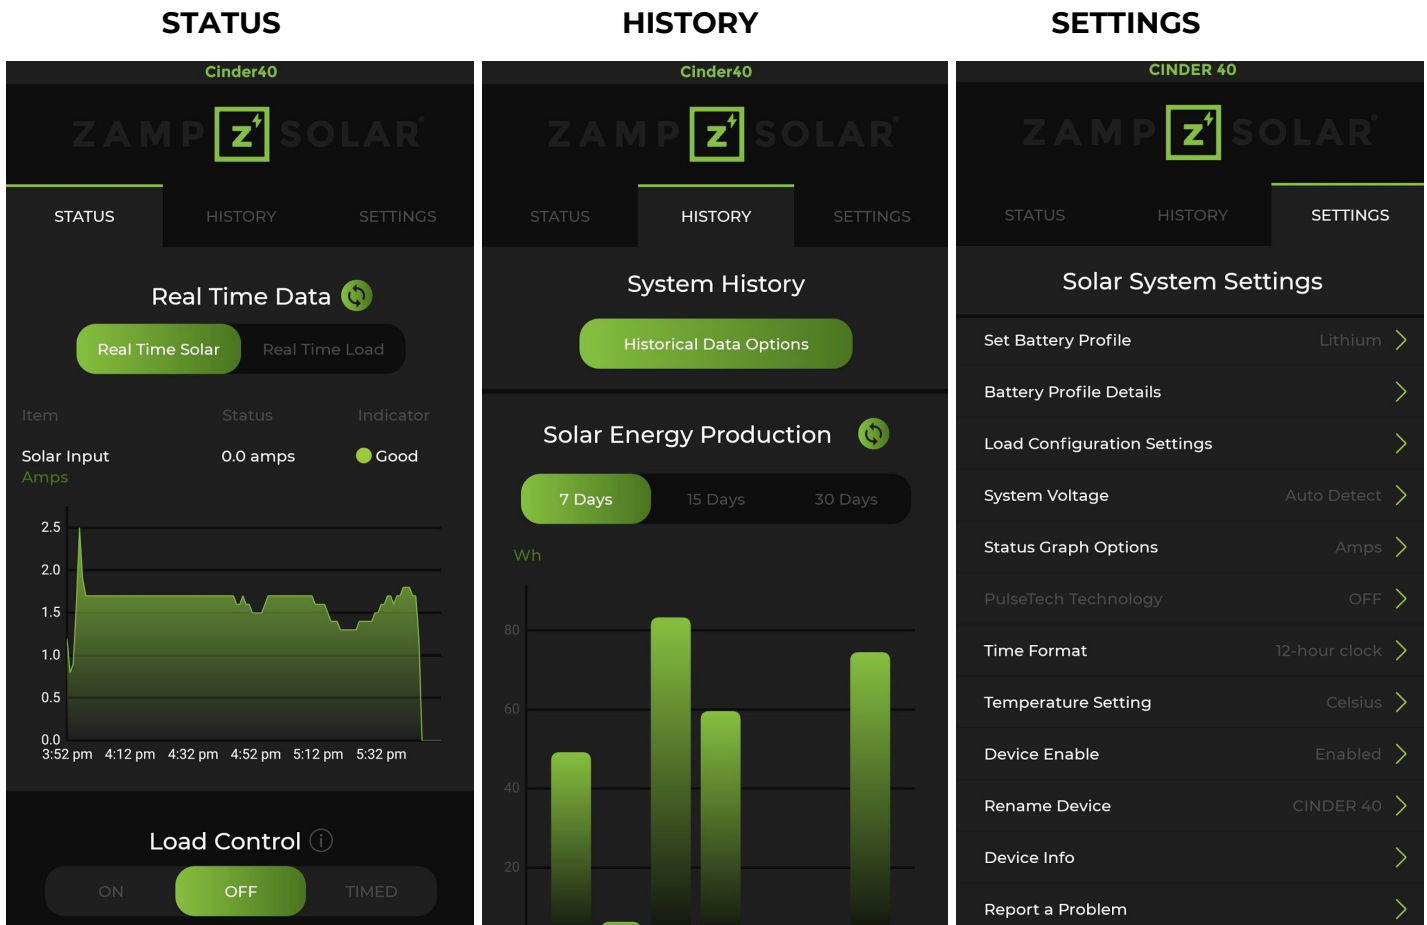 STATUS
Cinder40
ZAMP Z SOLAR®
STATUS HISTORY SETTINGS
Real Time Data
Real Time Solar Real Time Load
Item Status Indicator
Solar Input 0.0 amps Good
Amps
2.5
2.0
1.5
1.0
0.5
0.0
3:52 pm 4:12 pm 4:32 pm 4:52 pm 5:12 pm 5:32 pm
Load Control i
ON OFF TIMED
HISTORY
Cinder40
ZAMP Z SOLAR®
STATUS HISTORY SETTINGS
System History
Historical Data Options
Solar Energy Production
7 Days 15 Days 30 Days
Wh
80
60
40
20
SETTINGS
CINDER 40
ZAMP Z SOLAR®
STATUS HISTORY SETTINGS
Solar System Settings
Set Battery Profile Lithium
Battery Profile Details
Load Configuration Settings
System Voltage Auto Detect
Status Graph Options Amps
PulseTech Technology OFF
Time Format 12-hour clock
Temperature Setting Celsius
Device Enable Enabled
Rename Device CINDER 40
Device Info
Report a Problem